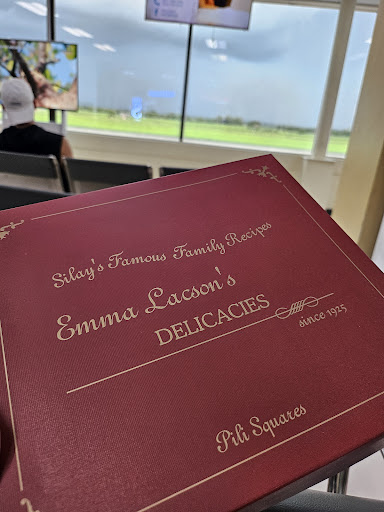 Silay's Famous Family Recipes
Emma Lacson's
DELICACIES
since 1925
Pili Squares